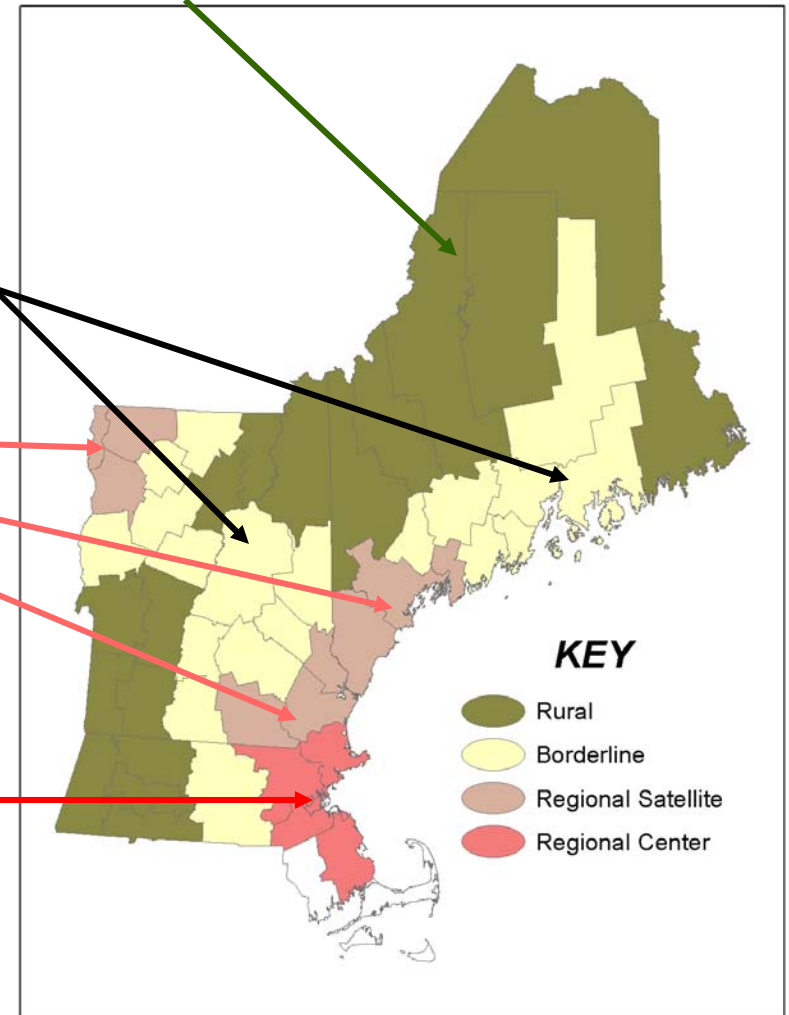 KEY
Rural
Borderline
Regional Satellite
Regional Center